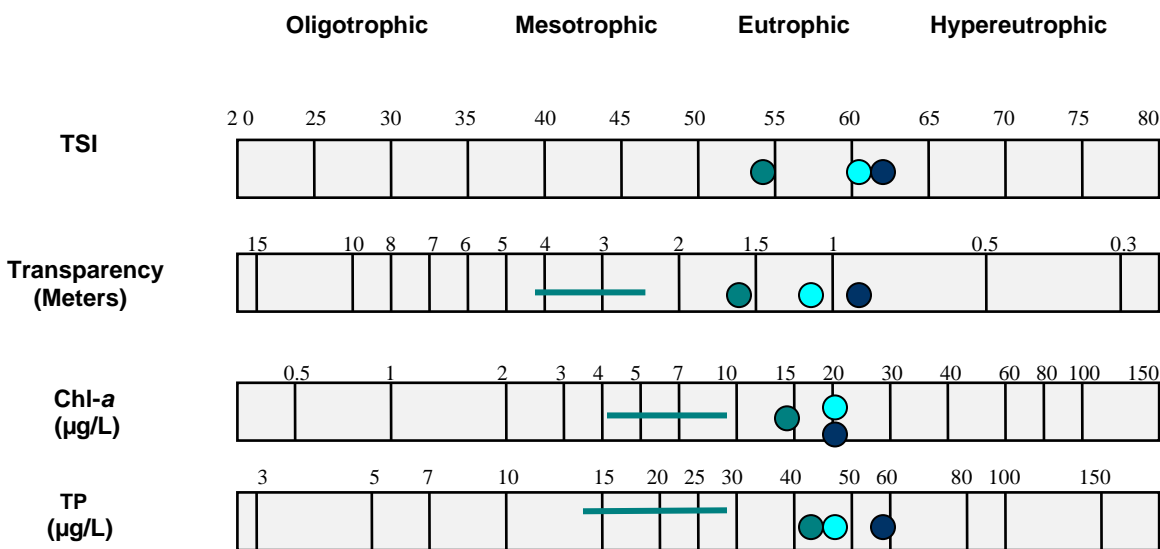 Oligotrophic Mesotrophic Eutrophic Hypereutrophic
2 0 25 30 35 40 45 50 55 60 65 70 75 80
TSI
15 10 8 7 6 5 4 3 2 1.5 1 0.5 0.3
Transparency
(Meters)
0.5 1 2 3 4 5 7 10 15 20 30 40 60 80 100 150
Chl-a
(µg/L)
3 5 7 10 15 20 25 30 40 50 60 80 100 150
TP
(µg/L)